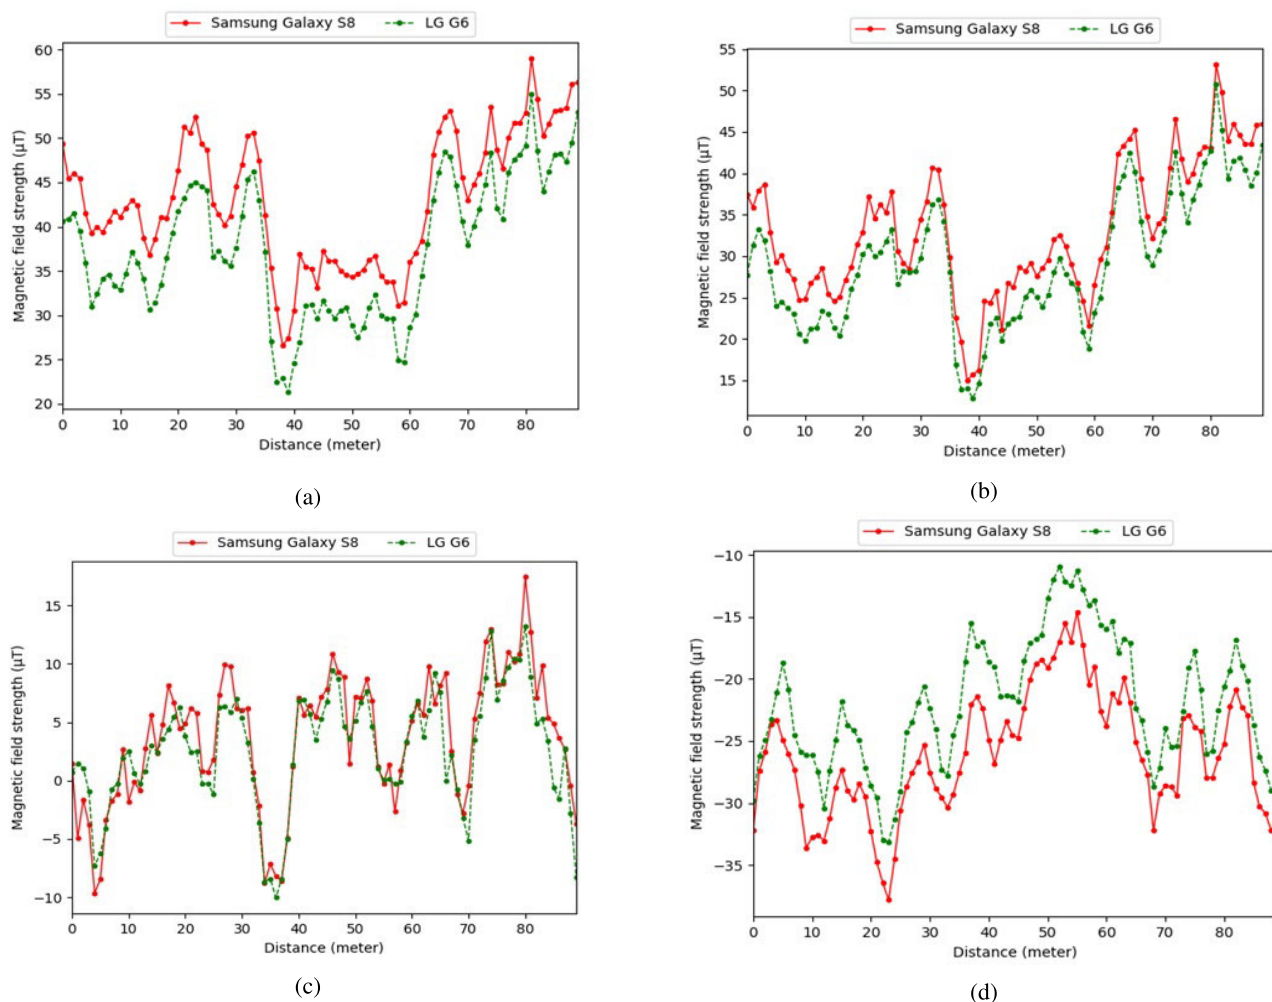 Samsung Galaxy S8 LG G6
60
55
50
45
40
35
30
25
20
Magnetic field strength (μT)
0 10 20 30 40 50 60 70 80
Distance (meter)
(a)
Samsung Galaxy S8 LG G6
55
50
45
40
35
30
25
20
15
Magnetic field strength (μT)
0 10 20 30 40 50 60 70 80
Distance (meter)
(b)
Samsung Galaxy S8 LG G6
15
10
5
0
−5
−10
Magnetic field strength (μT)
0 10 20 30 40 50 60 70 80
Distance (meter)
(c)
Samsung Galaxy S8 LG G6
−10
−15
−20
−25
−30
−35
Magnetic field strength (μT)
0 10 20 30 40 50 60 70 80
Distance (meter)
(d)